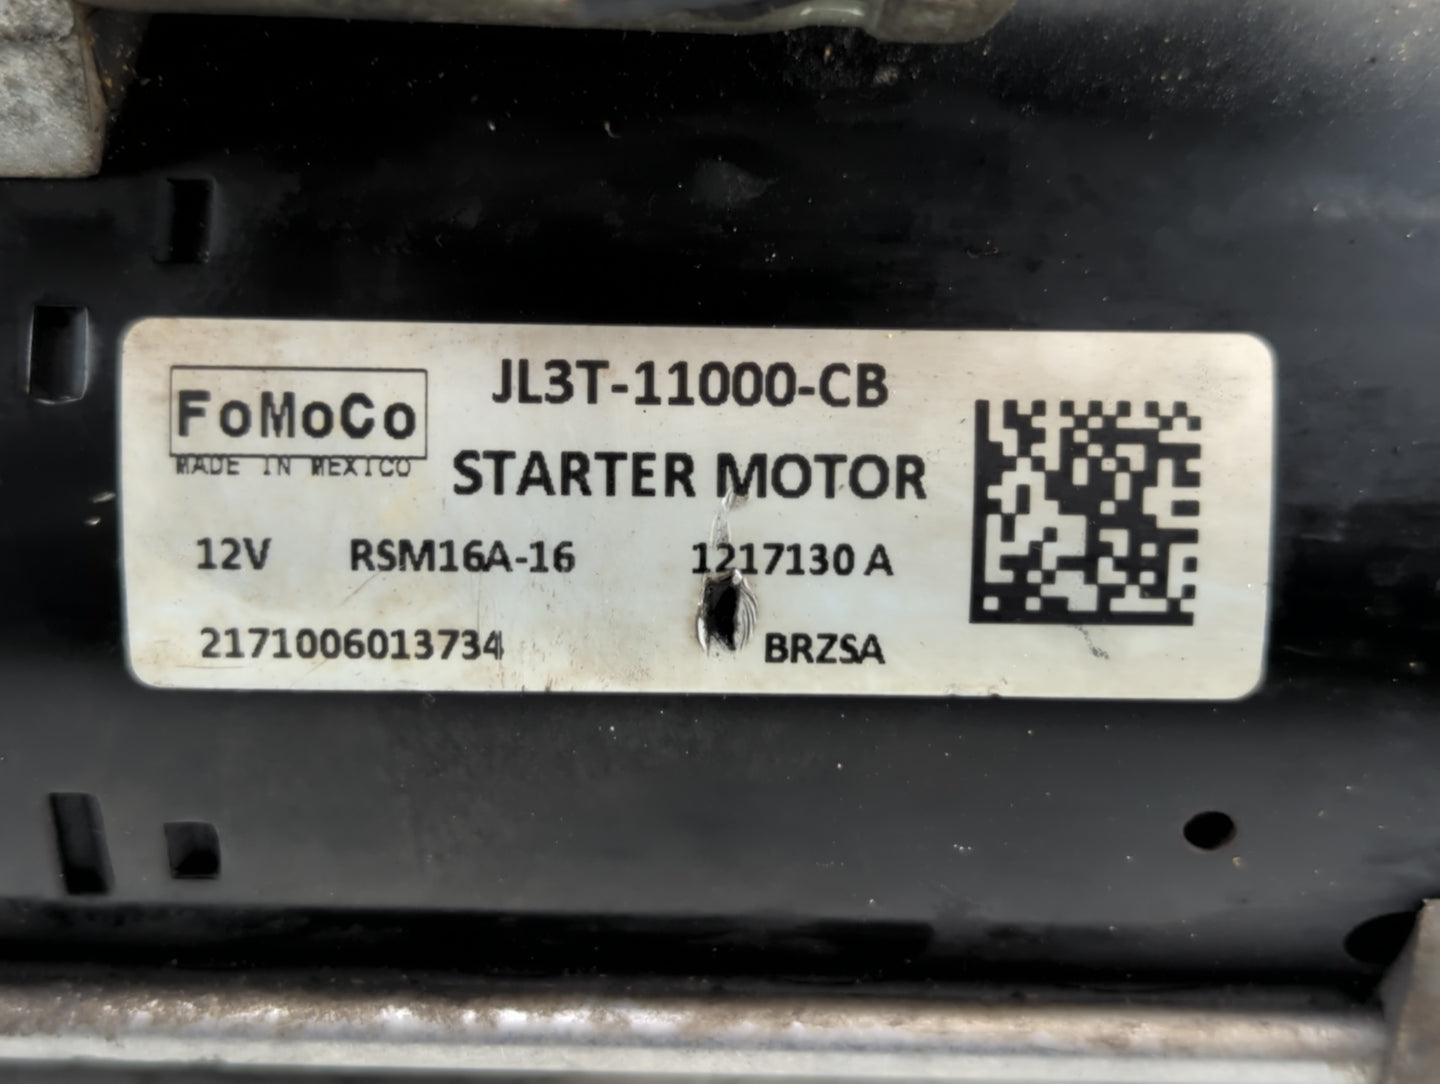 FoMoCo
MADE IN MEXICO
JL3T-11000-CB
STARTER MOTOR
12V RSM16A-16 1217130 A
2171006013734 BRZSA